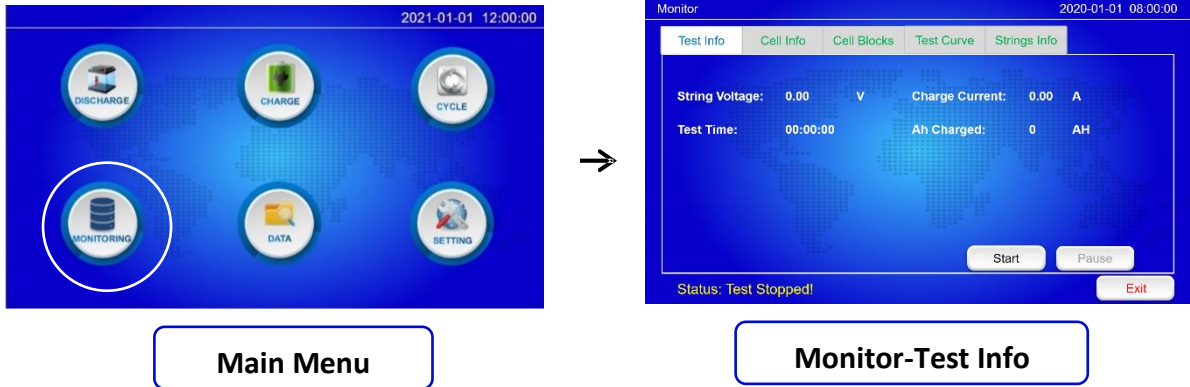 2021-01-01 12:00:00
DISCHARGE
CHARGE
CYCLE
MONITORING
DATA
SETTING
Main Menu
→
Monitor 2020-01-01 08:00:00
Test Info Cell Info Cell Blocks Test Curve Strings Info
String Voltage: 0.00 V Charge Current: 0.00 A
Test Time: 00:00:00 Ah Charged: 0 AH
Start Pause
Status: Test Stopped! Exit
Monitor-Test Info